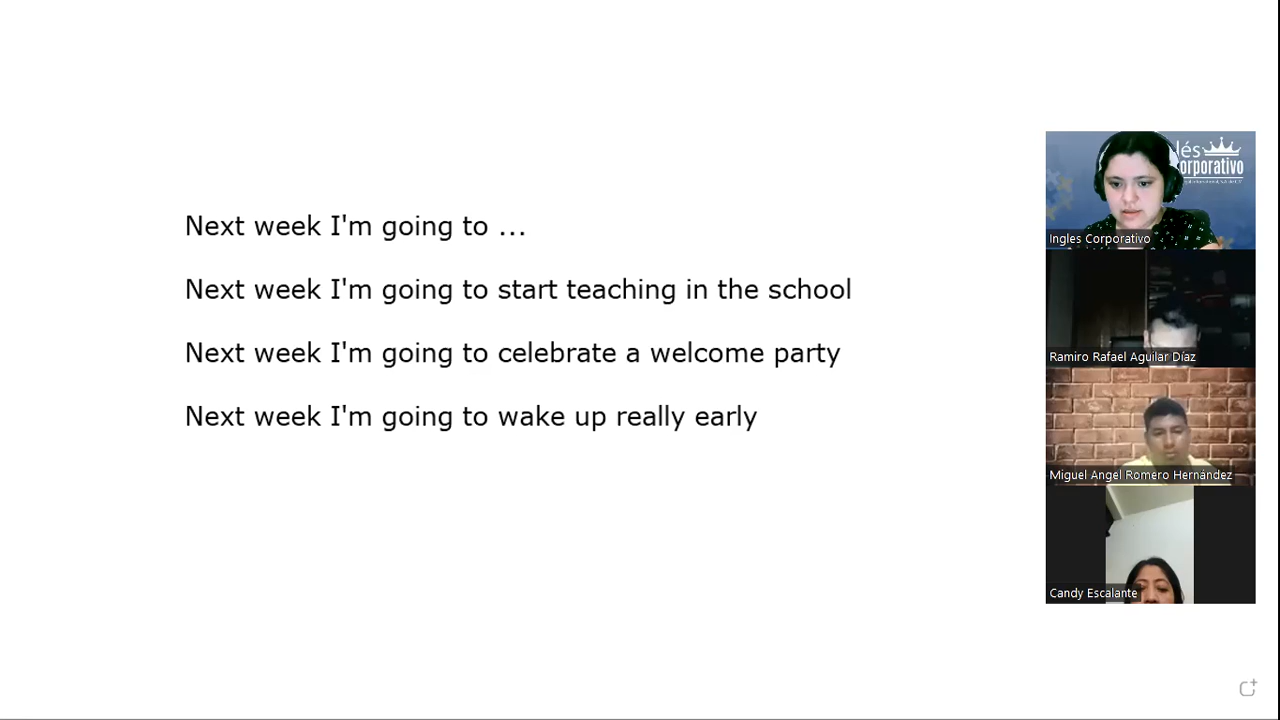 Next week I'm going to ...
Next week I'm going to start teaching in the school
Next week I'm going to celebrate a welcome party
Next week I'm going to wake up really early
lés
orporativo
Ingles Corporativo
Ramiro Rafael Aguilar Díaz
Miguel Angel Romero Hernández
Candy Escalante